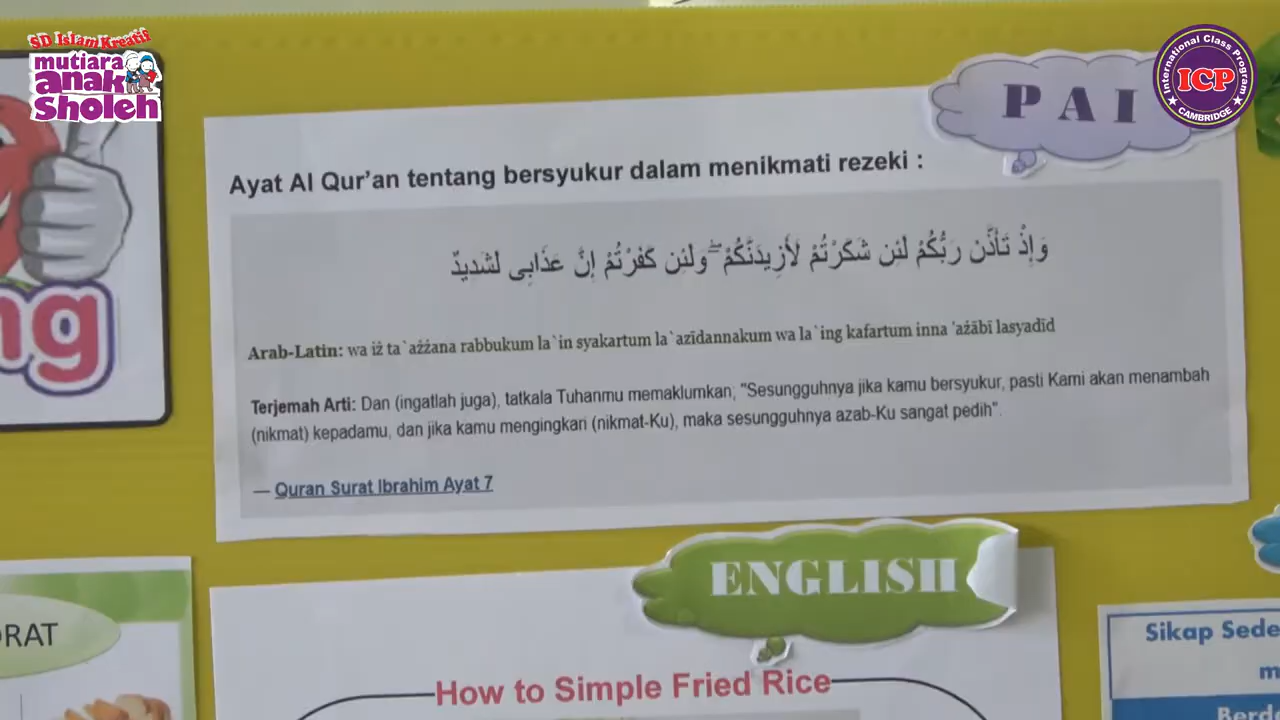 SD Islam Kreatif
mutiara
anak
Sholeh
International Class Program
ICP
CAMBRIDGE
P A I
Ayat Al Qur'an tentang bersyukur dalam menikmati rezeki :
وَإِذْ تَأَذَّنَ رَبُّكُمْ لَئِن شَكَرْتُمْ لَأَزِيدَنَّكُمْ ۖ وَلَئِن كَفَرْتُمْ إِنَّ عَذَابِى لَشَدِيدٌ
Arab-Latin: wa iż ta`ażżana rabbukum la`in syakartum la`azīdannakum wa la`ing kafartum inna 'ażābī lasyadīd
Terjemah Arti: Dan (ingatlah juga), tatkala Tuhanmu memaklumkan; "Sesungguhnya jika kamu bersyukur, pasti Kami akan menambah
(nikmat) kepadamu, dan jika kamu mengingkari (nikmat-Ku), maka sesungguhnya azab-Ku sangat pedih".
— Quran Surat Ibrahim Ayat 7
ng
ENGLISH
DRAT
How to Simple Fried Rice
Sikap Sede
m
Berda